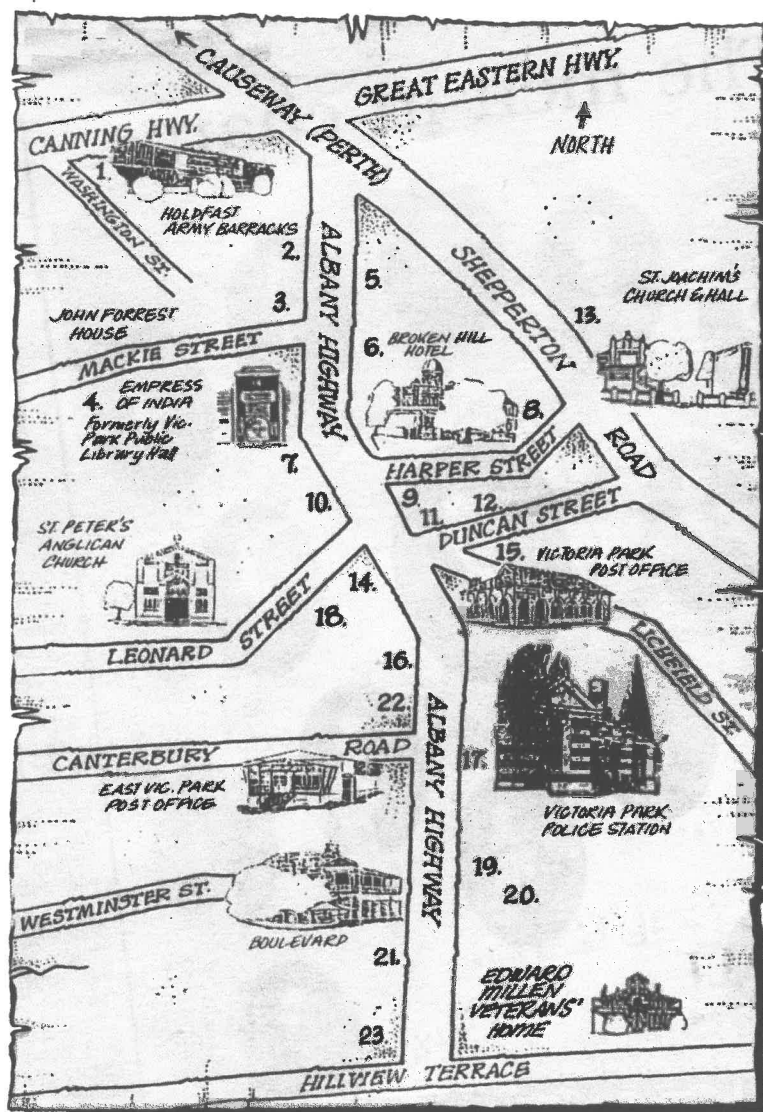 CAUSEWAY (PERTH)
GREAT EASTERN HWY.
NORTH
CANNING HWY.
1.
WASHINGTON ST.
HOLDFAST
ARMY BARRACKS
2.
3.
ALBANY HIGHWAY
5.
SHEPPERTON
ROAD
ST. JOACHIM'S
CHURCH & HALL
13.
JOHN FORREST
HOUSE
MACKIE STREET
6.
BROKEN HILL
HOTEL
4. EMPRESS
OF INDIA
Formerly Vic.
Park Public
Library Hall
8.
7.
HARPER STREET
10.
9.
11.
12.
DUNCAN STREET
ST. PETER'S
ANGLICAN
CHURCH
15. VICTORIA PARK
POST OFFICE
14.
18.
LEONARD STREET
LICHFIELD ST.
16.
22.
ALBANY HIGHWAY
CANTERBURY ROAD
17.
EAST VIC. PARK
POST OFFICE
VICTORIA PARK
POLICE STATION
19.
20.
WESTMINSTER ST.
BOULEVARD
21.
EDWARD
MILLEN
VETERANS'
HOME
23.
HILLVIEW TERRACE